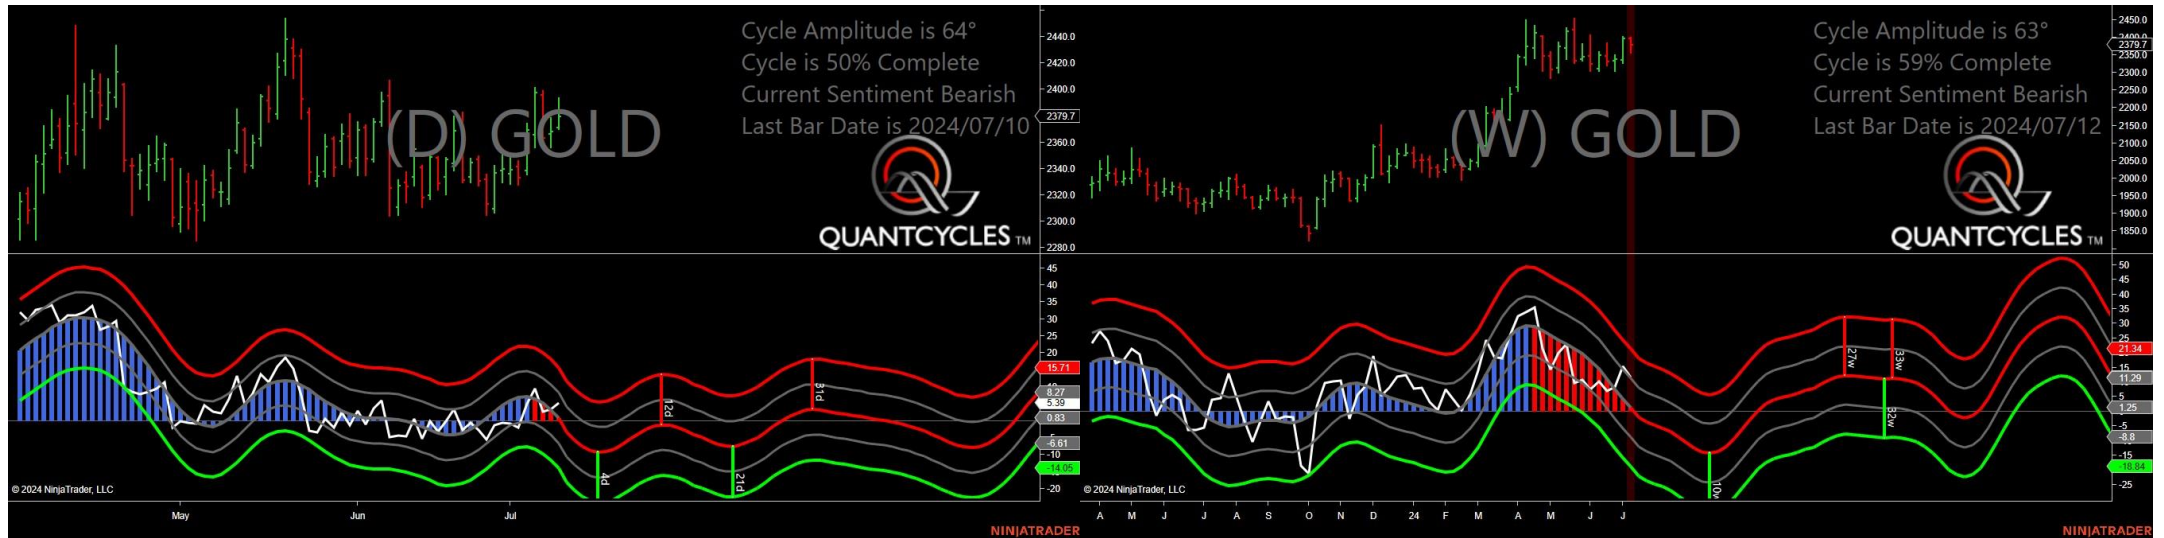 Cycle Amplitude is 64°
Cycle is 50% Complete
Current Sentiment Bearish
Last Bar Date is 2024/07/10
(D) GOLD
QUANTCYCLES TM
2440.0
2420.0
2400.0
2379.7
2360.0
2340.0
2320.0
2300.0
2280.0
45
40
35
30
25
20
15.71
8.27
5.39
0.83
-6.61
-10
-14.05
-20
12d
31d
4d
21d
© 2024 NinjaTrader, LLC
May Jun Jul
NINJATRADER
Cycle Amplitude is 63°
Cycle is 59% Complete
Current Sentiment Bearish
Last Bar Date is 2024/07/12
(W) GOLD
QUANTCYCLES TM
2450.0
2379.7
2350.0
2300.0
2250.0
2200.0
2150.0
2100.0
2050.0
2000.0
1950.0
1900.0
1850.0
50
45
40
35
30
21.34
15
11.29
5
1.25
-5
-8.8
-15
-18.84
-25
27w
33w
32w
10w
© 2024 NinjaTrader, LLC
A M J J A S O N D 24 F M A M J J
NINJATRADER